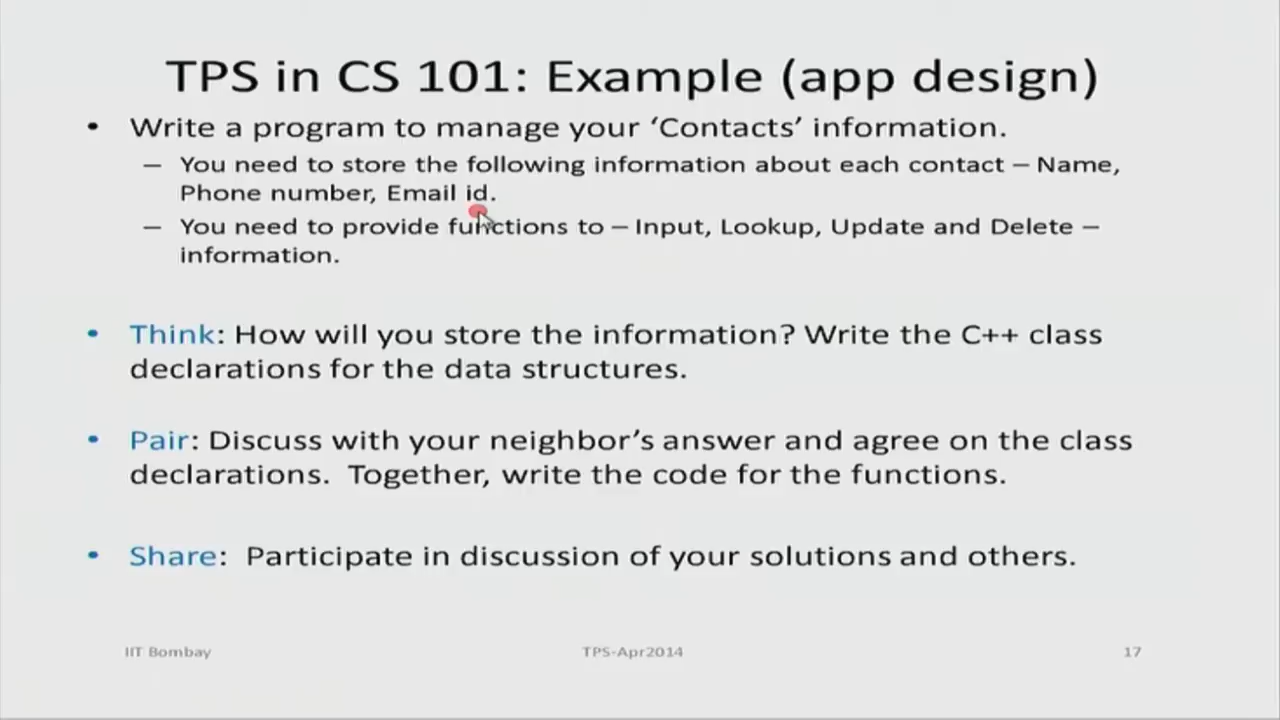 TPS in CS 101: Example (app design)
• Write a program to manage your ‘Contacts’ information.
– You need to store the following information about each contact – Name,
Phone number, Email id.
– You need to provide functions to – Input, Lookup, Update and Delete –
information.
• Think: How will you store the information? Write the C++ class
declarations for the data structures.
• Pair: Discuss with your neighbor’s answer and agree on the class
declarations.  Together, write the code for the functions.
• Share:  Participate in discussion of your solutions and others.
IIT Bombay
TPS-Apr2014
17